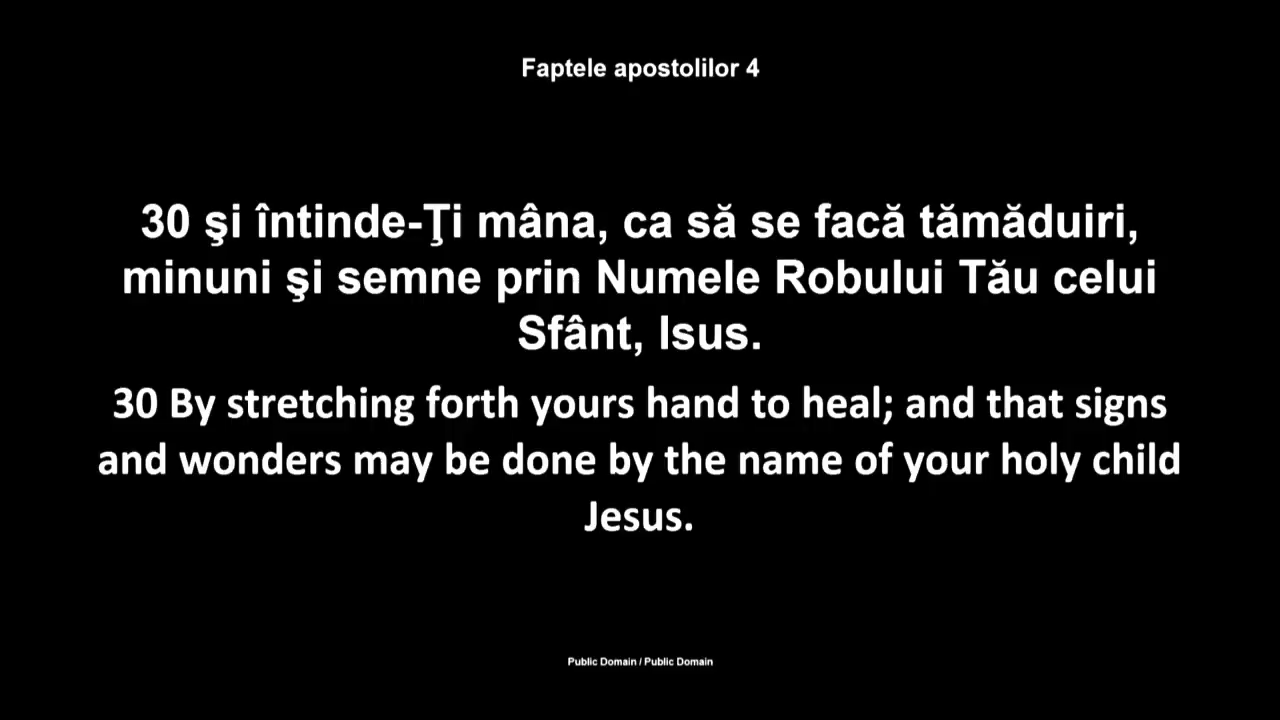 Faptele apostolilor 4
30 şi întinde-Ţi mâna, ca să se facă tămăduiri,
minuni şi semne prin Numele Robului Tău celui
Sfânt, Isus.
30 By stretching forth yours hand to heal; and that signs
and wonders may be done by the name of your holy child
Jesus.
Public Domain / Public Domain